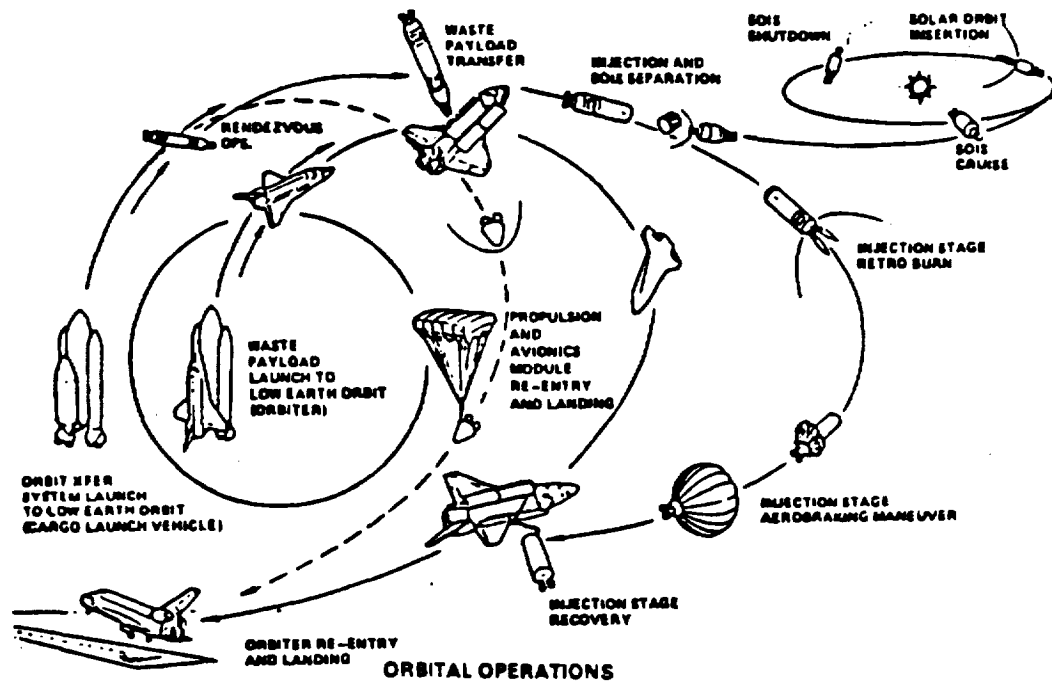 WASTE
PAYLOAD
TRANSFER
INJECTION AND
SOIS SEPARATION
SOIS
SHUTDOWN
SOLAR ORBIT
INSERTION
SOIS
CRUISE
RENDEZVOUS
OPS.
INJECTION STAGE
RETRO BURN
WASTE
PAYLOAD
LAUNCH TO
LOW EARTH ORBIT
(ORBITER)
PROPULSION
AND
AVIONICS
MODULE
RE-ENTRY
AND LANDING
ORBIT XFER
SYSTEM LAUNCH
TO LOW EARTH ORBIT
(CARGO LAUNCH VEHICLE)
INJECTION STAGE
AEROBRAKING MANEUVER
INJECTION STAGE
RECOVERY
ORBITER RE-ENTRY
AND LANDING
ORBITAL OPERATIONS